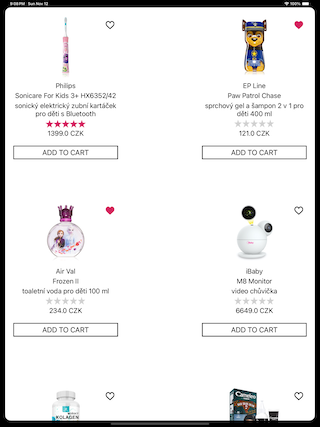 9:09 PM Sun Nov 12
100%
Philips
Sonicare For Kids 3+ HX6352/42
sonický elektrický zubní kartáček
pro děti s Bluetooth
1399.0 CZK
ADD TO CART
EP Line
Paw Patrol Chase
sprchový gel a šampon 2 v 1 pro
děti 400 ml
121.0 CZK
ADD TO CART
Air Val
Frozen II
toaletní voda pro děti 100 ml
234.0 CZK
ADD TO CART
iBaby
M8 Monitor
video chůvička
6649.0 CZK
ADD TO CART
KOLAGEN